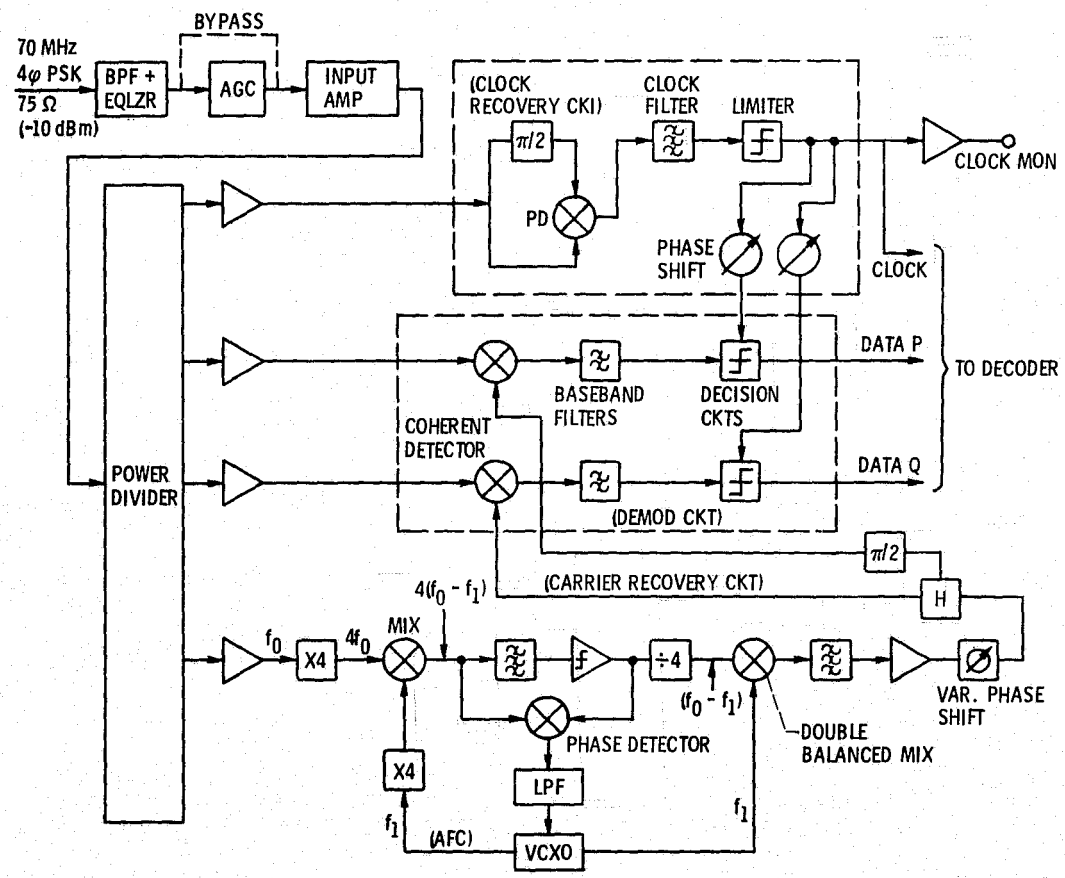 BYPASS
70 MHz
4φ PSK
75 Ω
(-10 dBm)
BPF +
EQLZR
AGC
INPUT
AMP
(CLOCK
RECOVERY CKI)
π/2
PD
CLOCK
FILTER
LIMITER
CLOCK MON
PHASE
SHIFT
CLOCK
DATA P
TO DECODER
BASEBAND
FILTERS
DECISION
CKTS
COHERENT
DETECTOR
DATA Q
POWER
DIVIDER
(DEMOD CKT)
π/2
(CARRIER RECOVERY CKT)
H
4(f0 - f1)
MIX
f0
X4
4f0
÷4
(f0 - f1)
VAR. PHASE
SHIFT
DOUBLE
BALANCED MIX
PHASE DETECTOR
X4
LPF
f1
f1
(AFC)
VCXO